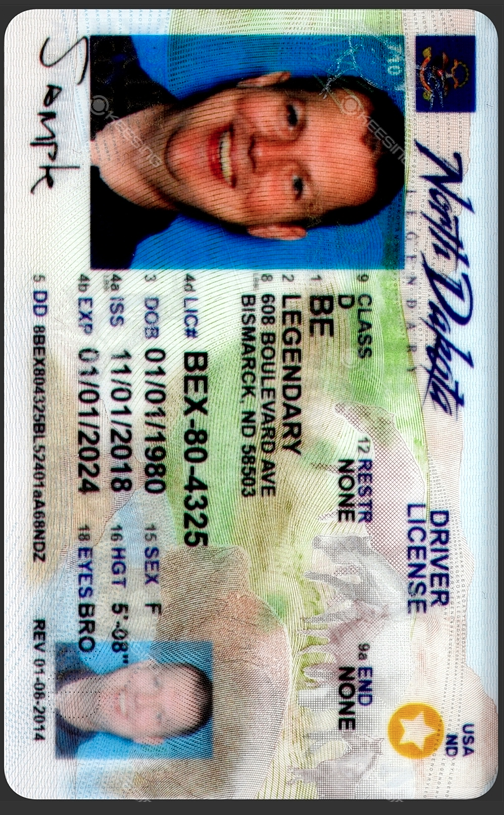 North Dakota
LEGENDARY
DRIVER
LICENSE
USA
ND
9 CLASS
D
12 RESTR
NONE
9a END
NONE
1 BE
2 LEGENDARY
8 608 BOULEVARD AVE
BISMARCK, ND 58503
4d LIC# BEX-80-4325
3 DOB 01/01/1980 15 SEX F
4a ISS 11/01/2018 16 HGT 5'-08"
4b EXP 01/01/2024 18 EYES BRO
5 DD 8BEX804325BL52401aA68NDZ REV 01-08-2014
Sample
KEESING
KEESING